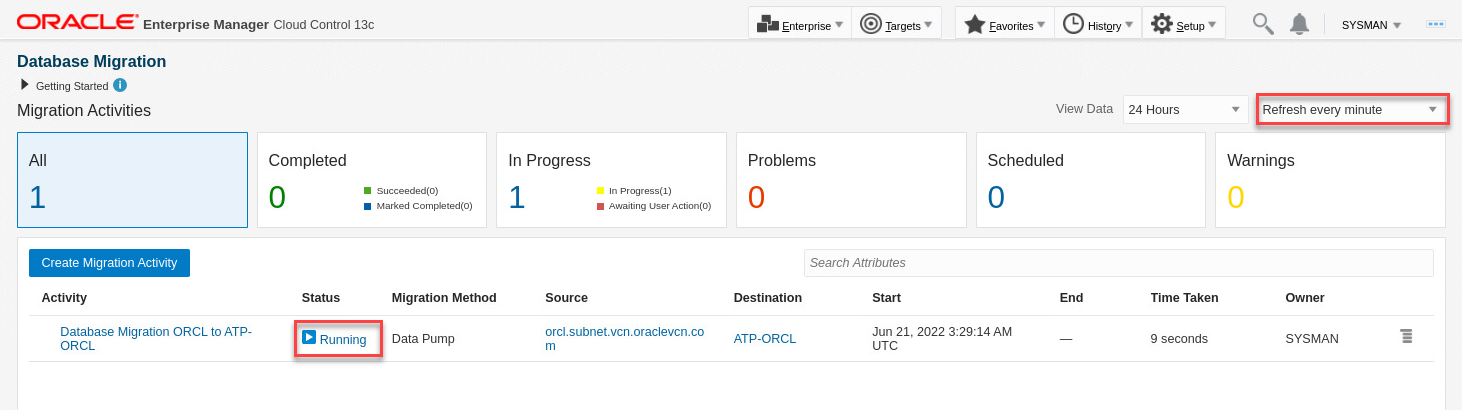 ORACLE® Enterprise Manager Cloud Control 13c Enterprise Targets Favorites History Setup SYSMAN
Database Migration
Getting Started
Migration Activities View Data 24 Hours Refresh every minute
All Completed In Progress Problems Scheduled Warnings
1 0 1 0 0 0
Succeeded(0) In Progress(1)
Marked Completed(0) Awaiting User Action(0)
Create Migration Activity Search Attributes
Activity Status Migration Method Source Destination Start End Time Taken Owner
Database Migration ORCL to ATP-
ORCL
Running
Data Pump
orcl.subnet.vcn.oraclevcn.co
m
ATP-ORCL
Jun 21, 2022 3:29:14 AM
UTC
—
9 seconds
SYSMAN